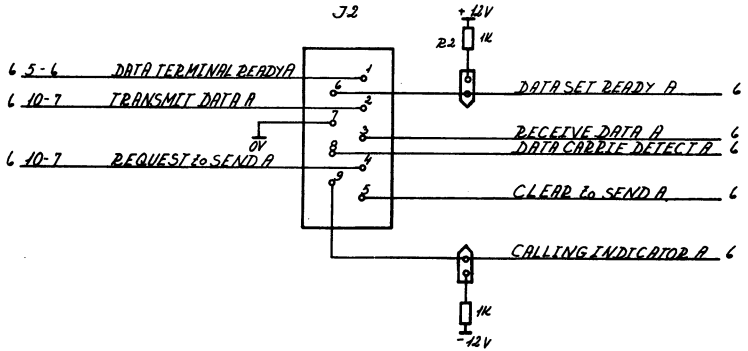 J2
+12V
R2 1K
6 5-6 DATA TERMINAL READY A 1
6 DATA SET READY A 6
6 10-7 TRANSMIT DATA A 2
7
0V
3 RECEIVE DATA A 6
8 DATA CARRIE DETECT A 6
6 10-7 REQUEST to SEND A 4
9
5 CLEAR to SEND A 6
CALLING INDICATOR A 6
1K
-12V